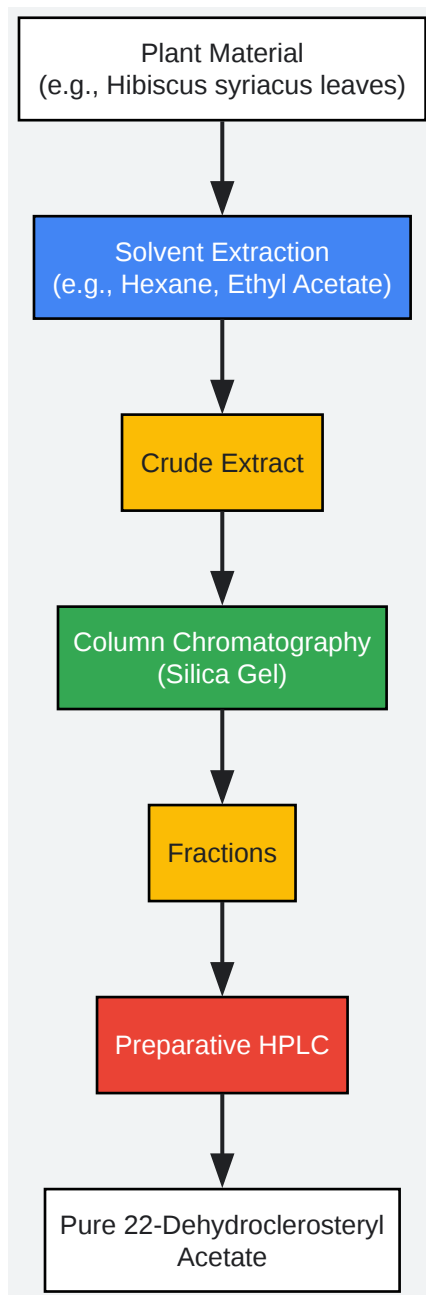 Plant Material
(e.g., Hibiscus syriacus leaves)
Solvent Extraction
(e.g., Hexane, Ethyl Acetate)
Crude Extract
Column Chromatography
(Silica Gel)
Fractions
Preparative HPLC
Pure 22-Dehydroclerosteryl
Acetate